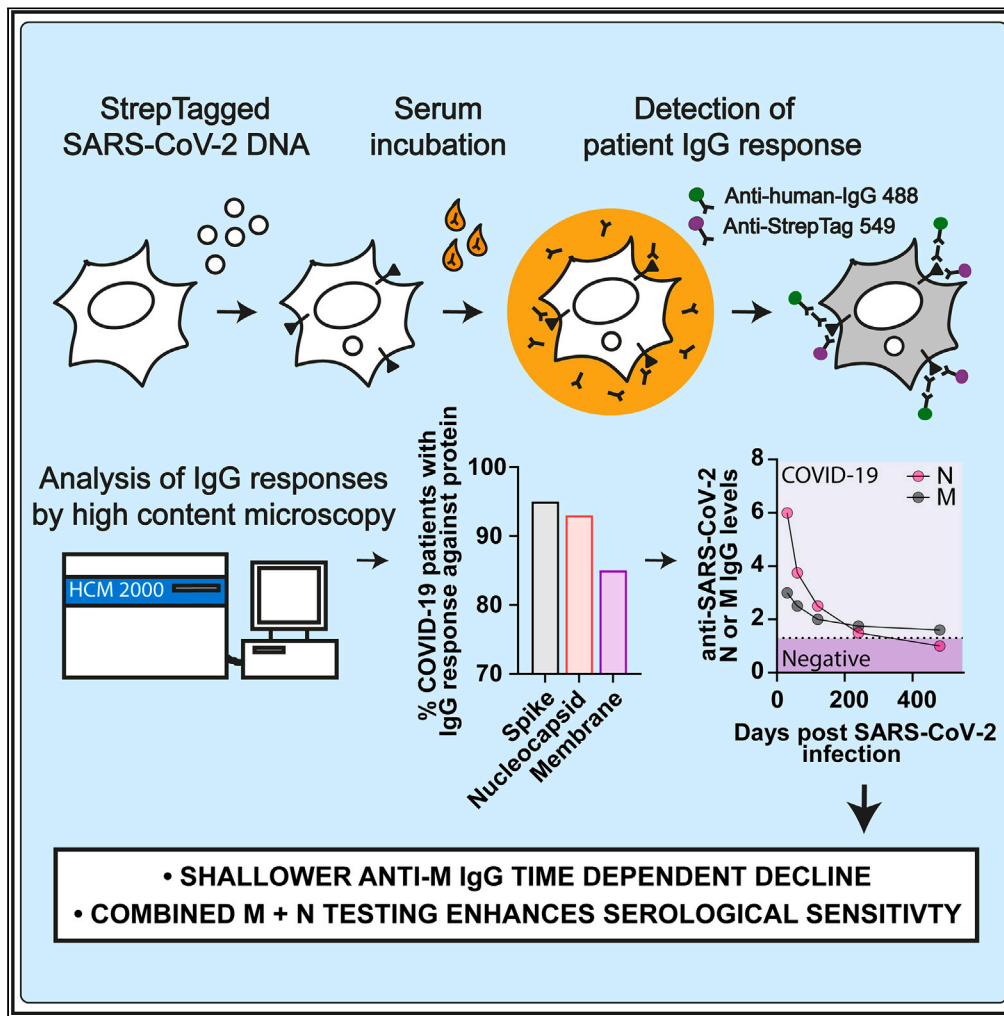 StrepTagged
SARS-CoV-2 DNA
Serum
incubation
Detection of
patient IgG response
Anti-human-IgG 488
Anti-StrepTag 549
Analysis of IgG responses
by high content microscopy
HCM 2000
% COVID-19 patients with
IgG response against protein
100
90
80
70
Spike
Nucleocapsid
Membrane
anti-SARS-CoV-2
N or M IgG levels
8
6
4
2
0
COVID-19
N
M
Negative
200
400
Days post SARS-CoV-2
infection
• SHALLOWER ANTI-M IgG TIME DEPENDENT DECLINE
• COMBINED M + N TESTING ENHANCES SEROLOGICAL SENSITIVTY